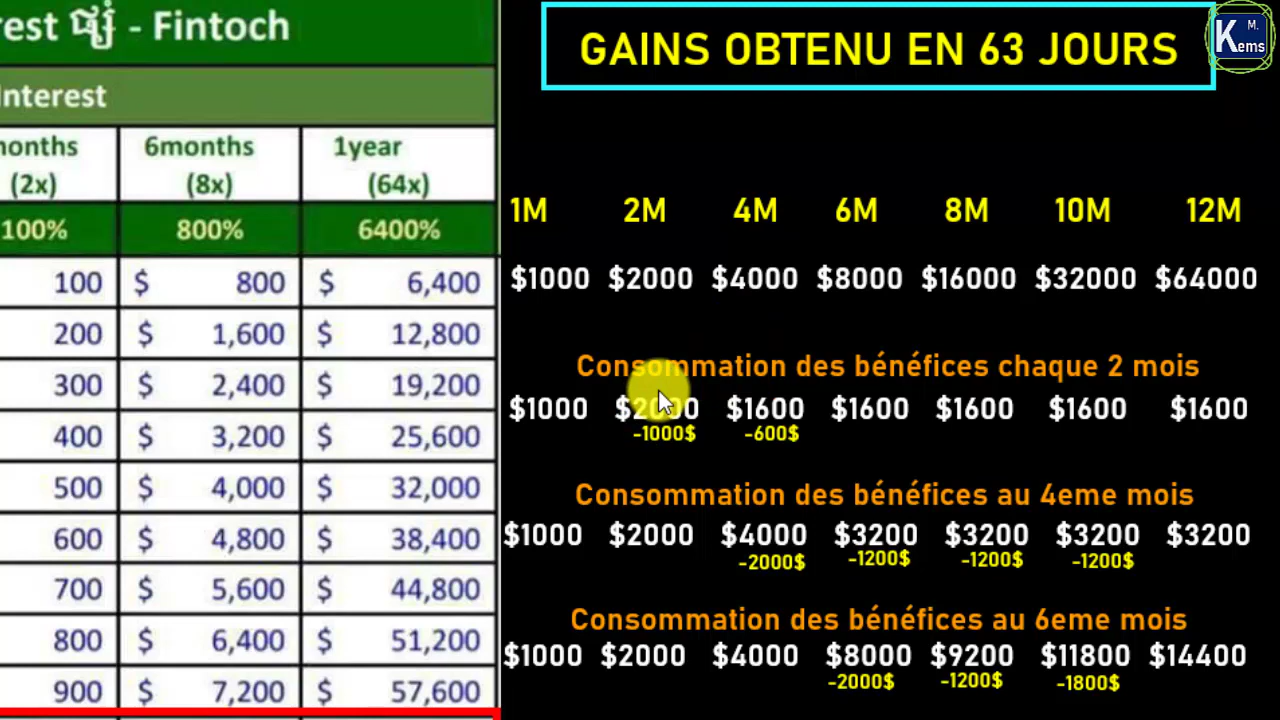 rest ផ្សំ - Fintoch
Interest
months 6months 1year
(2x) (8x) (64x)
100% 800% 6400%
100 $ 800 $ 6,400
200 $ 1,600 $ 12,800
300 $ 2,400 $ 19,200
400 $ 3,200 $ 25,600
500 $ 4,000 $ 32,000
600 $ 4,800 $ 38,400
700 $ 5,600 $ 44,800
800 $ 6,400 $ 51,200
900 $ 7,200 $ 57,600
GAINS OBTENU EN 63 JOURS
M.
Kems
1M 2M 4M 6M 8M 10M 12M
$1000 $2000 $4000 $8000 $16000 $32000 $64000
Consommation des bénéfices chaque 2 mois
$1000 $2000 $1600 $1600 $1600 $1600 $1600
-1000$ -600$
Consommation des bénéfices au 4eme mois
$1000 $2000 $4000 $3200 $3200 $3200 $3200
-2000$ -1200$ -1200$ -1200$
Consommation des bénéfices au 6eme mois
$1000 $2000 $4000 $8000 $9200 $11800 $14400
-2000$ -1200$ -1800$